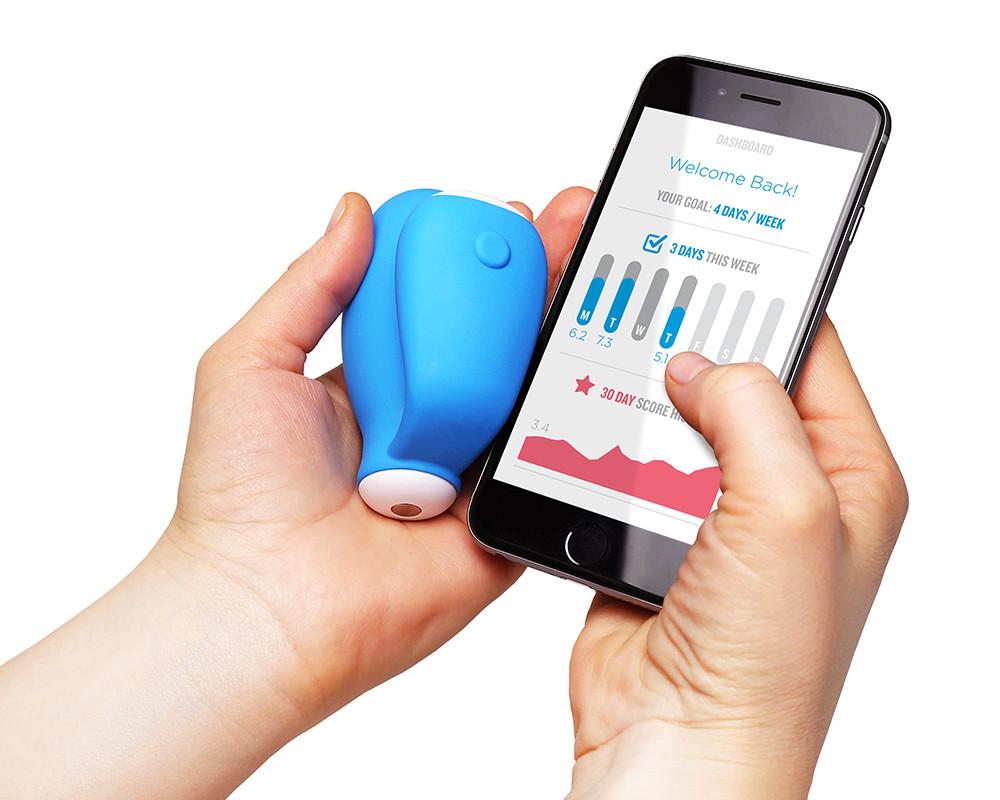 DASHBOARD
Welcome Back!
YOUR GOAL: 4 DAYS / WEEK
3 DAYS THIS WEEK
M T W T F S S
6.2 7.3 5.1
30 DAY SCORE
3.4